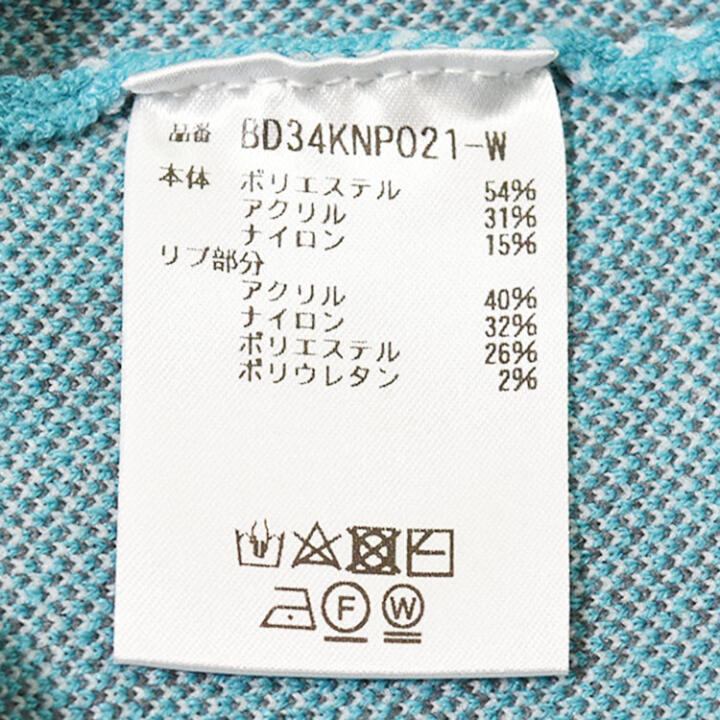 品番 BD34KNP021-W
本体 ポリエステル 54%
アクリル 31%
ナイロン 15%
リブ部分
アクリル 40%
ナイロン 32%
ポリエステル 26%
ポリウレタン 2%
F W